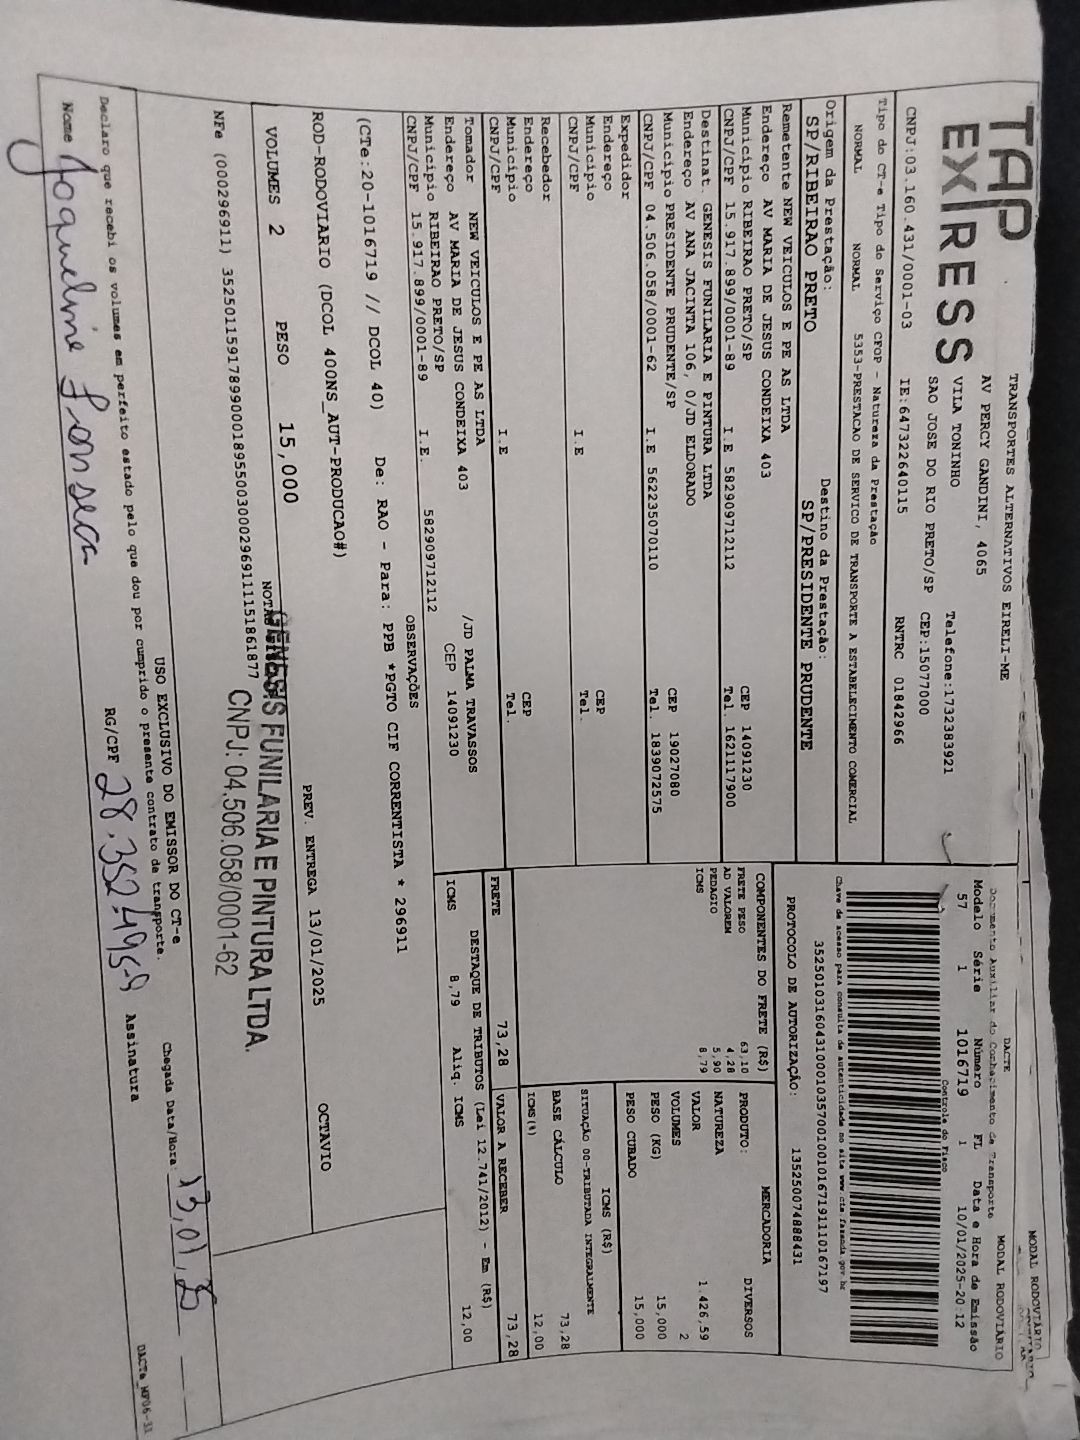 MODAL RODOVIÁRIO
TAP EXPRESS
TRANSPORTES ALTERNATIVOS EIRELI-ME
AV PERCY GANDINI, 4065
VILA TONINHO Telefone:1732383921
SAO JOSE DO RIO PRETO/SP CEP:15077000
CNPJ:03.160.431/0001-03 IE:647322640115 RNTRC 01842966
DACTE MODAL RODOVIÁRIO
Documento Auxiliar do Conhecimento de Transporte
Modelo Série Número FL Data e Hora de Emissão
57 1 1016719 1 10/01/2025-20:12
Controle do Fisco
Chave de acesso para consulta de autenticidade no site www.cte.fazenda.gov.br
PROTOCOLO DE AUTORIZAÇÃO: 135250074888431
Tipo do CT-e Tipo do Serviço CFOP - Natureza da Prestação
NORMAL NORMAL 5353-PRESTACAO DE SERVICO DE TRANSPORTE A ESTABELECIMENTO COMERCIAL
Origem da Prestação: Destino da Prestação:
SP/RIBEIRAO PRETO SP/PRESIDENTE PRUDENTE
Remetente NEW VEICULOS E PE AS LTDA
Endereço AV MARIA DE JESUS CONDEIXA 403
Município RIBEIRAO PRETO/SP CEP 14091230
CNPJ/CPF 15.917.899/0001-89 I.E 582909712112 Tel. 1621117900
Destinat. GENESIS FUNILARIA E PINTURA LTDA
Endereço AV ANA JACINTA 106, 0/JD ELDORADO
Município PRESIDENTE PRUDENTE/SP CEP 19027080
CNPJ/CPF 04.506.058/0001-62 I.E 562235070110 Tel. 1839072575
Expedidor
Endereço
Município CEP
CNPJ/CPF I.E Tel.
Recebedor
Endereço
Município CEP
CNPJ/CPF I.E Tel.
Tomador NEW VEICULOS E PE AS LTDA
Endereço AV MARIA DE JESUS CONDEIXA 403 /JD PALMA TRAVASSOS
Município RIBEIRAO PRETO/SP CEP 14091230
CNPJ/CPF 15.917.899/0001-89 I.E. 582909712112
COMPONENTES DO FRETE (R$)
FRETE PESO 63,10
AD VALOREM 4,28
PEDAGIO 5,90
ICMS 8,79
PRODUTO: MERCADORIA DIVERSOS
NATUREZA
VALOR 1.426,59
VOLUMES 2
PESO (KG) 15,000
PESO CUBADO 15,000
ICMS (R$)
SITUAÇÃO 00-TRIBUTADA INTEGRALMENTE
BASE CÁLCULO 73,28
ICMS(%) 12,00
FRETE 73,28 VALOR A RECEBER 73,28
DESTAQUE DE TRIBUTOS (Lei 12.741/2012) - Em (R$)
ICMS 8,79 Alíq. ICMS 12,00
OBSERVAÇÕES
(CTe:20-1016719 // DCOL 40) De: RAO - Para: PPB *PGTO CIF CORRENTISTA * 296911
ROD-RODOVIARIO (DCOL 400NS_AUT-PRODUCAO#)
PREV. ENTREGA 13/01/2025 OCTAVIO
VOLUMES 2 PESO 15,000
GENESIS FUNILARIA E PINTURA LTDA.
CNPJ: 04.506.058/0001-62
USO EXCLUSIVO DO EMISSOR DO CT-e
Declaro que recebi os volumes em perfeito estado pelo que dou por cumprido o presente contrato de transporte.
Chegada Data/Hora 13,01,25
Nome Joqueline Fonseca RG/CPF 28.352.495-9 Assinatura